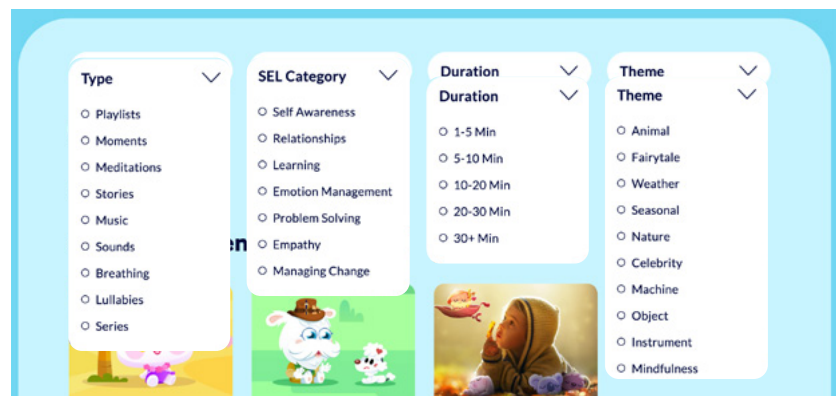 Type
Playlists
Moments
Meditations
Stories
Music
Sounds
Breathing
Lullabies
Series
SEL Category
Self Awareness
Relationships
Learning
Emotion Management
Problem Solving
Empathy
Managing Change
Duration
Duration
1-5 Min
5-10 Min
10-20 Min
20-30 Min
30+ Min
Theme
Theme
Animal
Fairytale
Weather
Seasonal
Nature
Celebrity
Machine
Object
Instrument
Mindfulness